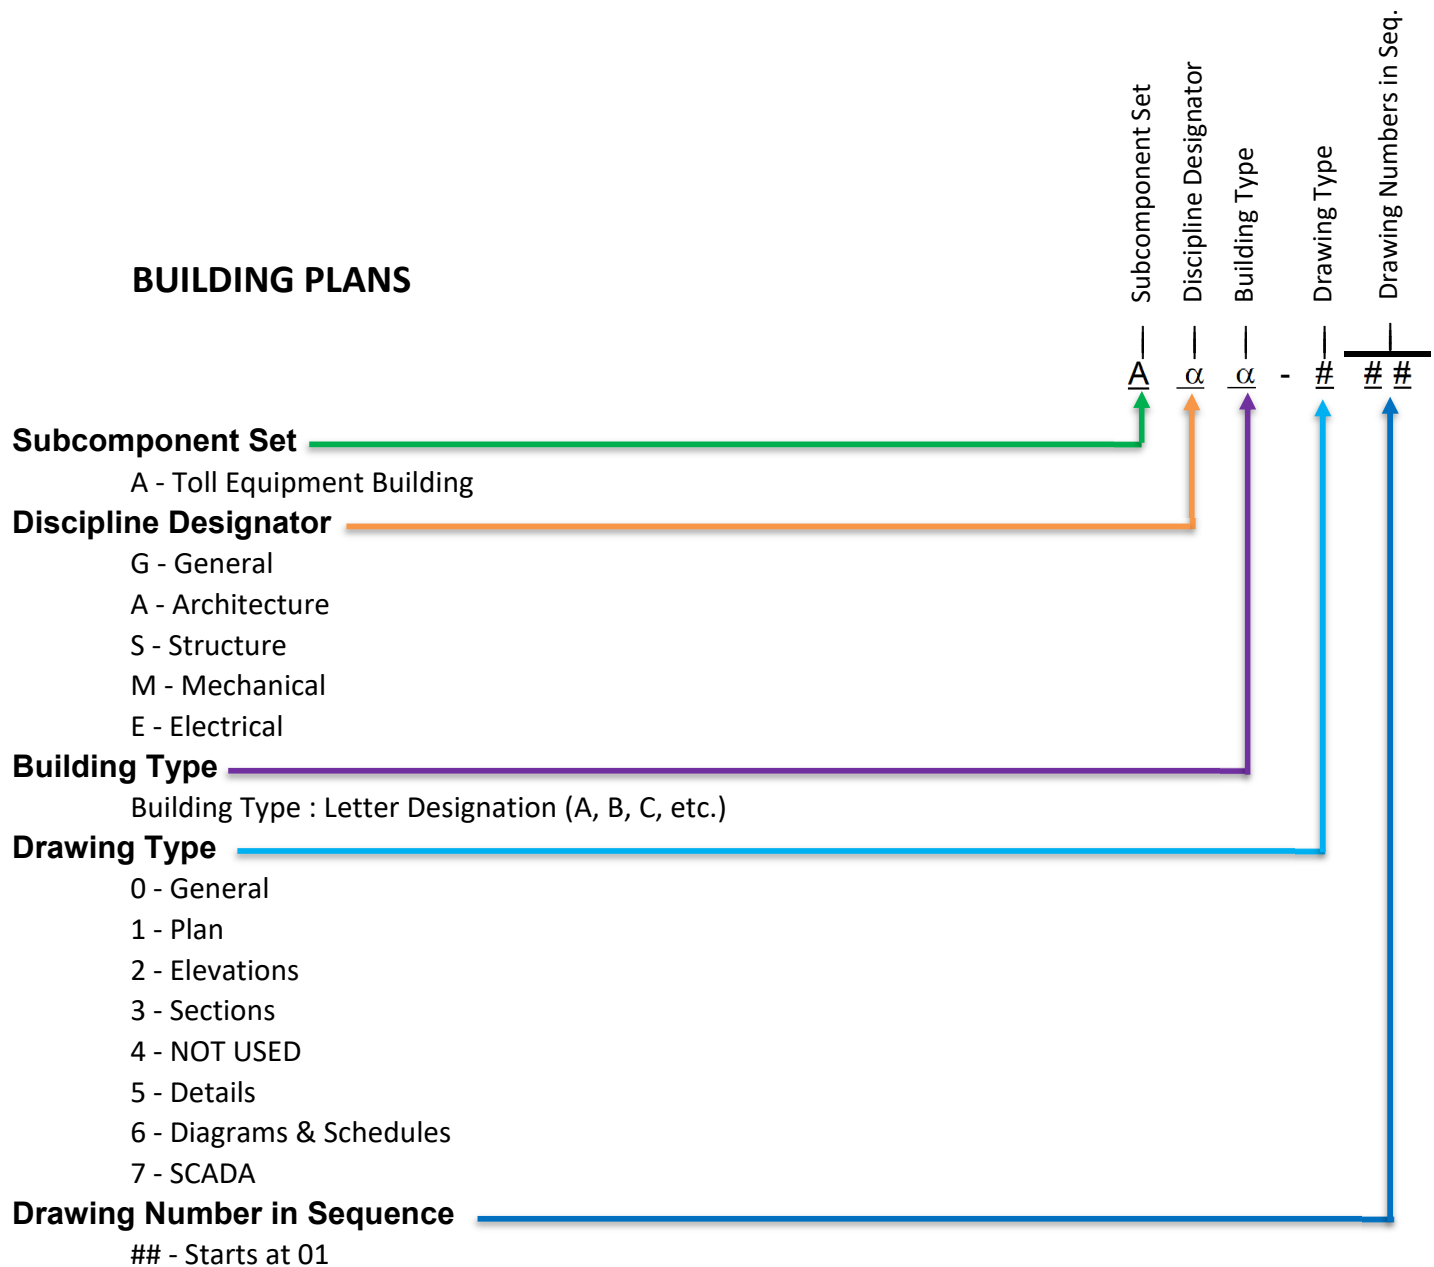 Subcomponent Set
Discipline Designator
Building Type
Drawing Type
Drawing Numbers in Seq.
BUILDING PLANS
A α α - # # #
Subcomponent Set
A - Toll Equipment Building
Discipline Designator
G - General
A - Architecture
S - Structure
M - Mechanical
E - Electrical
Building Type
Building Type : Letter Designation (A, B, C, etc.)
Drawing Type
0 - General
1 - Plan
2 - Elevations
3 - Sections
4 - NOT USED
5 - Details
6 - Diagrams & Schedules
7 - SCADA
Drawing Number in Sequence
## - Starts at 01